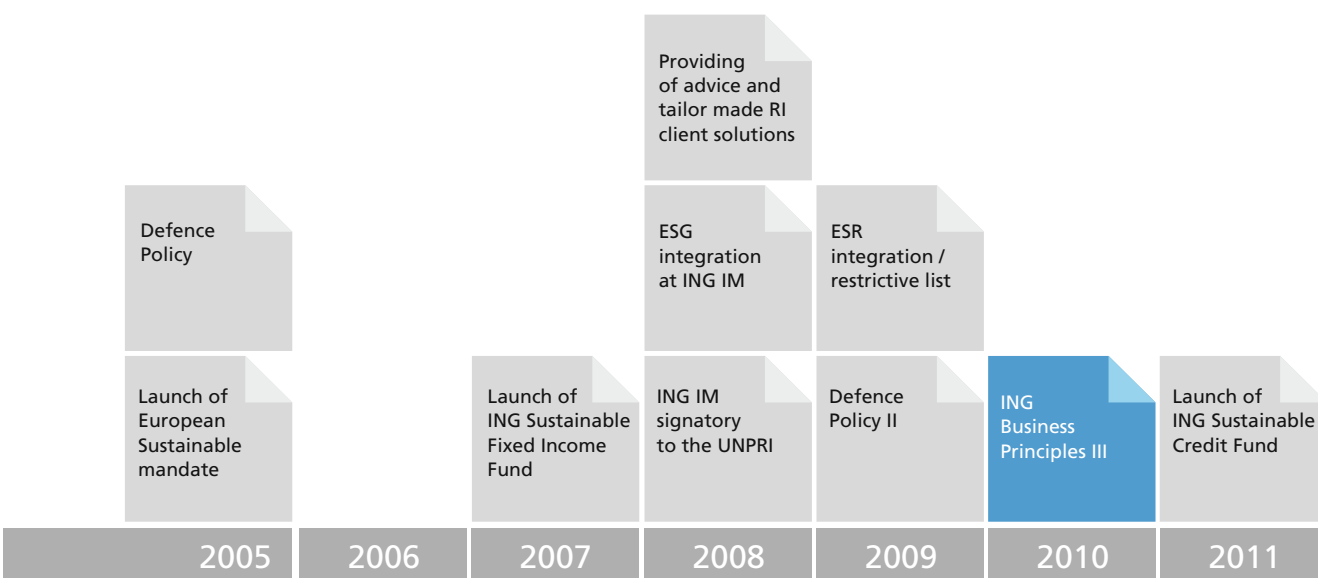 Providing
of advice and
tailor made RI
client solutions
Defence
Policy
ESG
integration
at ING IM
ESR
integration /
restrictive list
Launch of
European
Sustainable
mandate
Launch of
ING Sustainable
Fixed Income
Fund
ING IM
signatory
to the UNPRI
Defence
Policy II
ING
Business
Principles III
Launch of
ING Sustainable
Credit Fund
2005
2006
2007
2008
2009
2010
2011